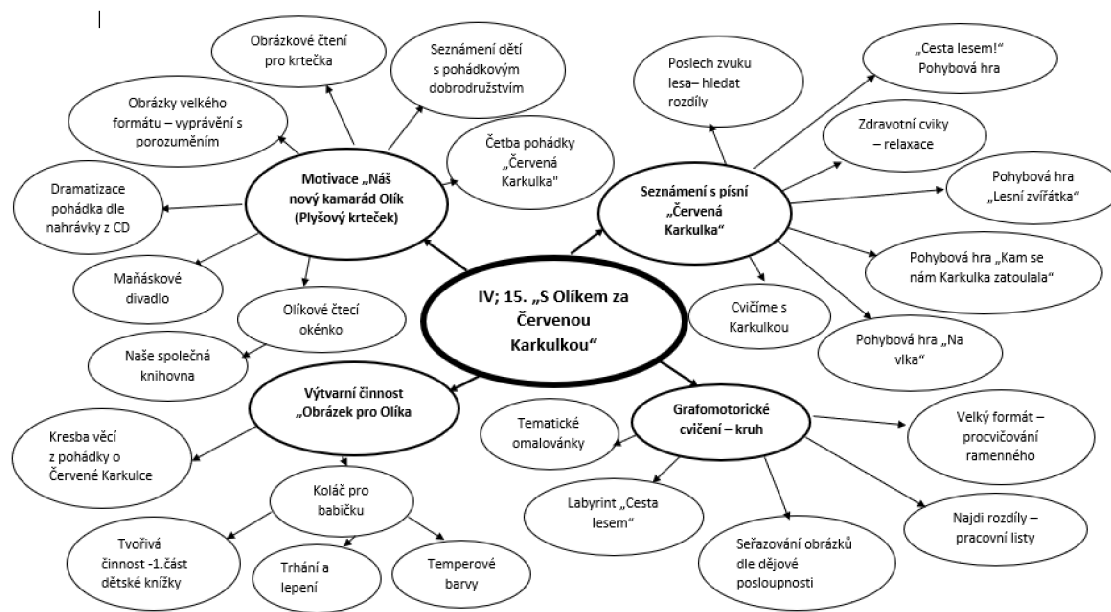 Obrázkové čtení
pro krtečka
Seznámení dětí
s pohádkovým
dobrodružstvím
Poslech zvuku
lesa– hledat
rozdíly
„Cesta lesem!"
Pohybová hra
Obrázky velkého
formátu – vyprávění s
porozuměním
Četba pohádky
„Červená
Karkulka"
Zdravotní cviky
– relaxace
Motivace „Náš
nový kamarád Olík
(Plyšový krteček)
Seznámení s písní
„Červená
Karkulka“
Pohybová hra
„Lesní zvířátka“
Dramatizace
pohádka dle
nahrávky z CD
Pohybová hra „Kam se
nám Karkulka zatoulala“
Maňáskové
divadlo
IV; 15. „S Olíkem za
Červenou
Karkulkou“
Olíkové čtecí
okénko
Cvičíme s
Karkulkou
Pohybová hra „Na
vlka“
Naše společná
knihovna
Výtvarní činnost
„Obrázek pro Olíka
Grafomotorické
cvičení – kruh
Tematické
omalovánky
Velký formát –
procvičování
ramenného
Kresba věcí
z pohádky o
Červené Karkulce
Koláč pro
babičku
Labyrint „Cesta
lesem“
Najdi rozdíly –
pracovní listy
Tvořivá
činnost -1.část
dětské knížky
Trhání a
lepení
Temperové
barvy
Seřazování obrázků
dle dějové
posloupnosti